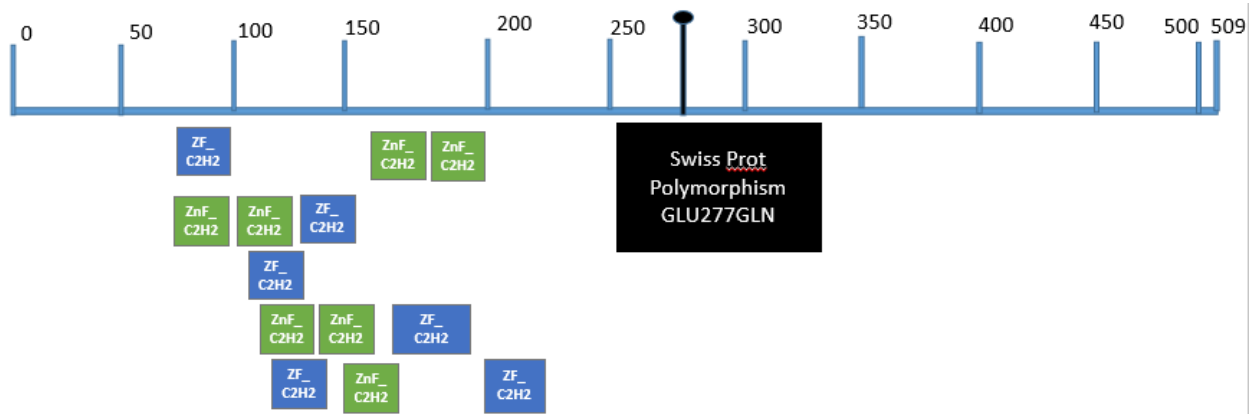 0 50 100 150 200 250 300 350 400 450 500 509
ZF_
C2H2
ZnF_
C2H2
ZnF_
C2H2
Swiss Prot
Polymorphism
GLU277GLN
ZnF_
C2H2
ZnF_
C2H2
ZF_
C2H2
ZF_
C2H2
ZnF_
C2H2
ZnF_
C2H2
ZF_
C2H2
ZF_
C2H2
ZnF_
C2H2
ZF_
C2H2